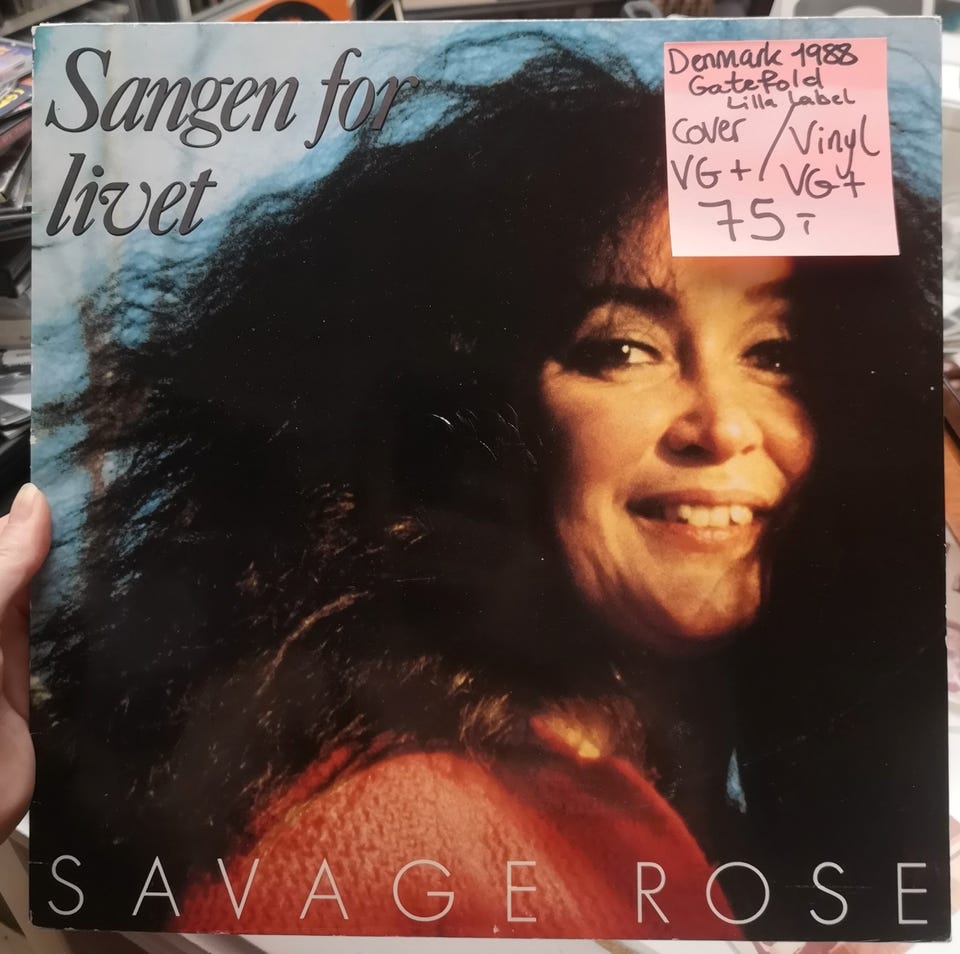 Sangen for
livet
Denmark 1988
Gatefold
Lilla Label
Cover / Vinyl
VG+ / VG+
75:-
SAVAGE ROSE